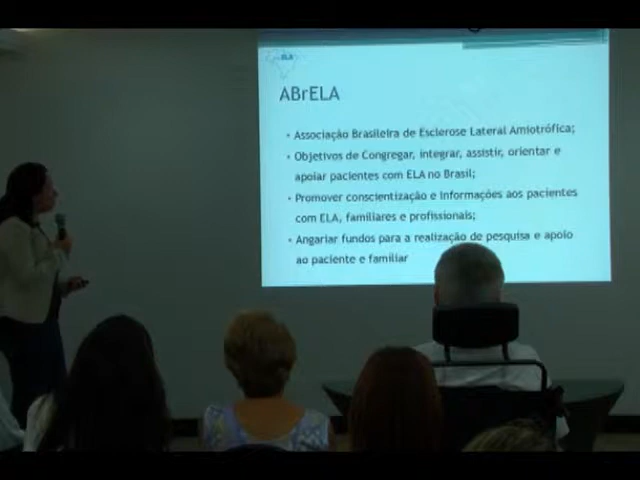 ELA
ABrELA
• Associação Brasileira de Esclerose Lateral Amiotrófica;
• Objetivos de Congregar, integrar, assistir, orientar e
apoiar pacientes com ELA no Brasil;
• Promover conscientização e informações aos pacientes
com ELA, familiares e profissionais;
• Angariar fundos para a realização de pesquisa e apoio
ao paciente e familiar